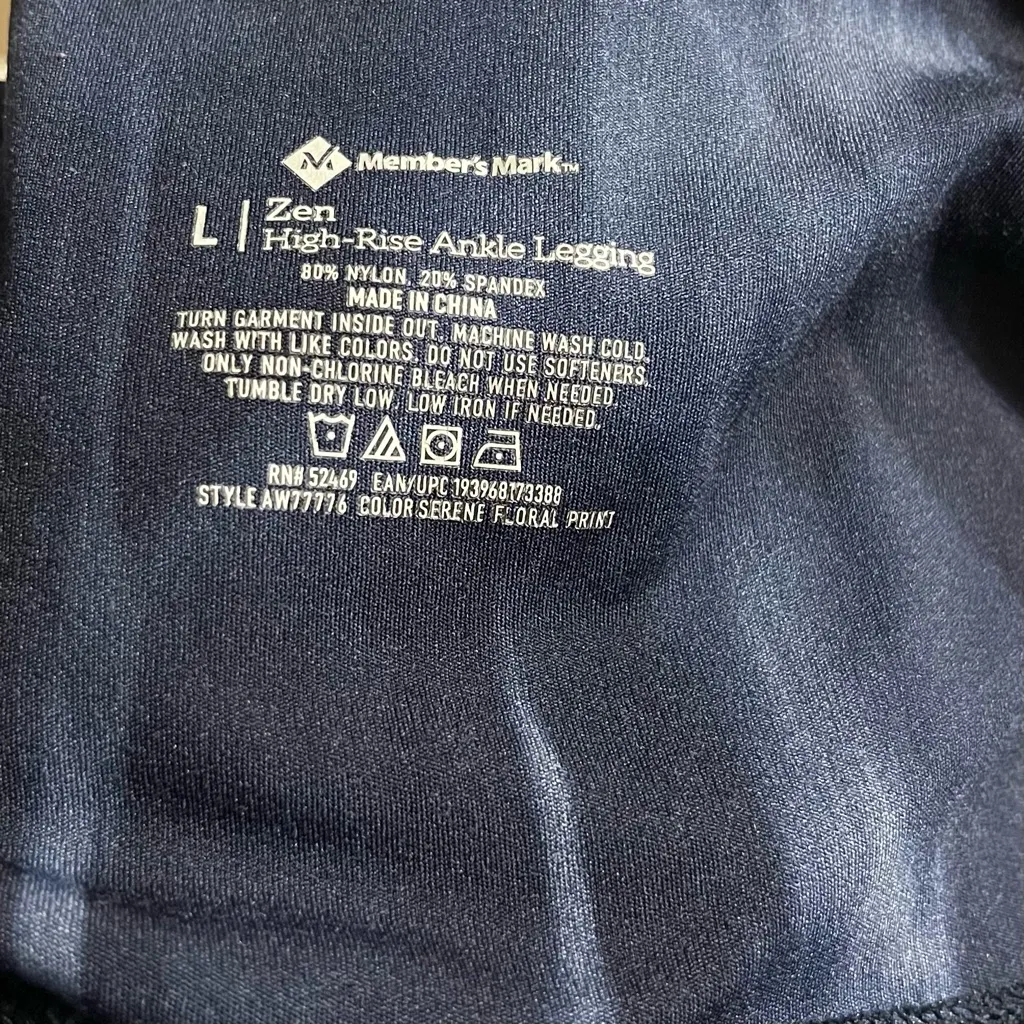 Member's Mark™
L | Zen
High-Rise Ankle Legging
80% NYLON, 20% SPANDEX
MADE IN CHINA
TURN GARMENT INSIDE OUT, MACHINE WASH COLD,
WASH WITH LIKE COLORS, DO NOT USE SOFTENERS,
ONLY NON-CHLORINE BLEACH WHEN NEEDED,
TUMBLE DRY LOW, LOW IRON IF NEEDED.
RN# 52469 EAN/UPC 193968173388
STYLE AW77776 COLOR SERENE FLORAL PRINT